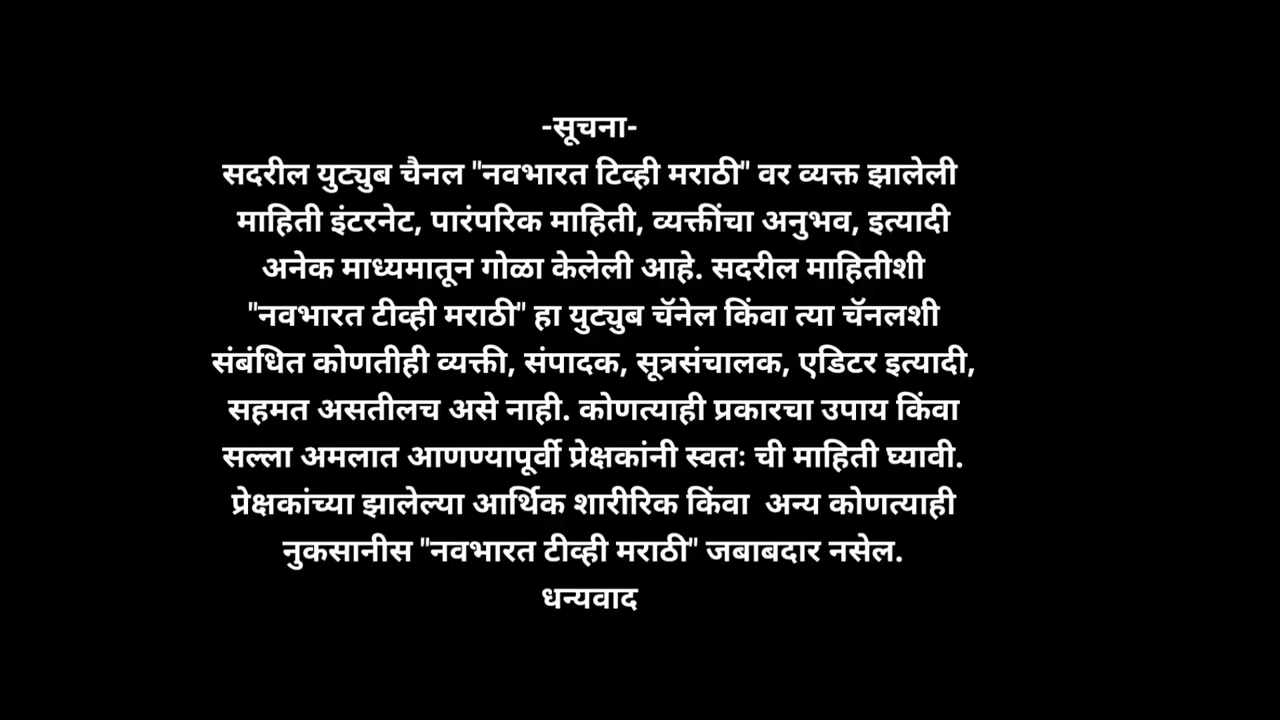 -सूचना-
सदरील युट्युब चैनल "नवभारत टिव्ही मराठी" वर व्यक्त झालेली
माहिती इंटरनेट, पारंपरिक माहिती, व्यक्तींचा अनुभव, इत्यादी
अनेक माध्यमातून गोळा केलेली आहे. सदरील माहितीशी
"नवभारत टीव्ही मराठी" हा युट्युब चॅनेल किंवा त्या चॅनलशी
संबंधित कोणतीही व्यक्ती, संपादक, सूत्रसंचालक, एडिटर इत्यादी,
सहमत असतीलच असे नाही. कोणत्याही प्रकारचा उपाय किंवा
सल्ला अमलात आणण्यापूर्वी प्रेक्षकांनी स्वतः ची माहिती घ्यावी.
प्रेक्षकांच्या झालेल्या आर्थिक शारीरिक किंवा  अन्य कोणत्याही
नुकसानीस "नवभारत टीव्ही मराठी" जबाबदार नसेल.
धन्यवाद